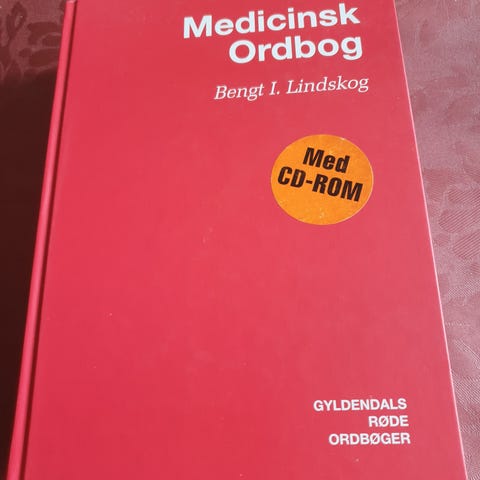 Medicinsk
Ordbog
Bengt I. Lindskog
Med
CD-ROM
GYLDENDALS
RØDE
ORDBØGER